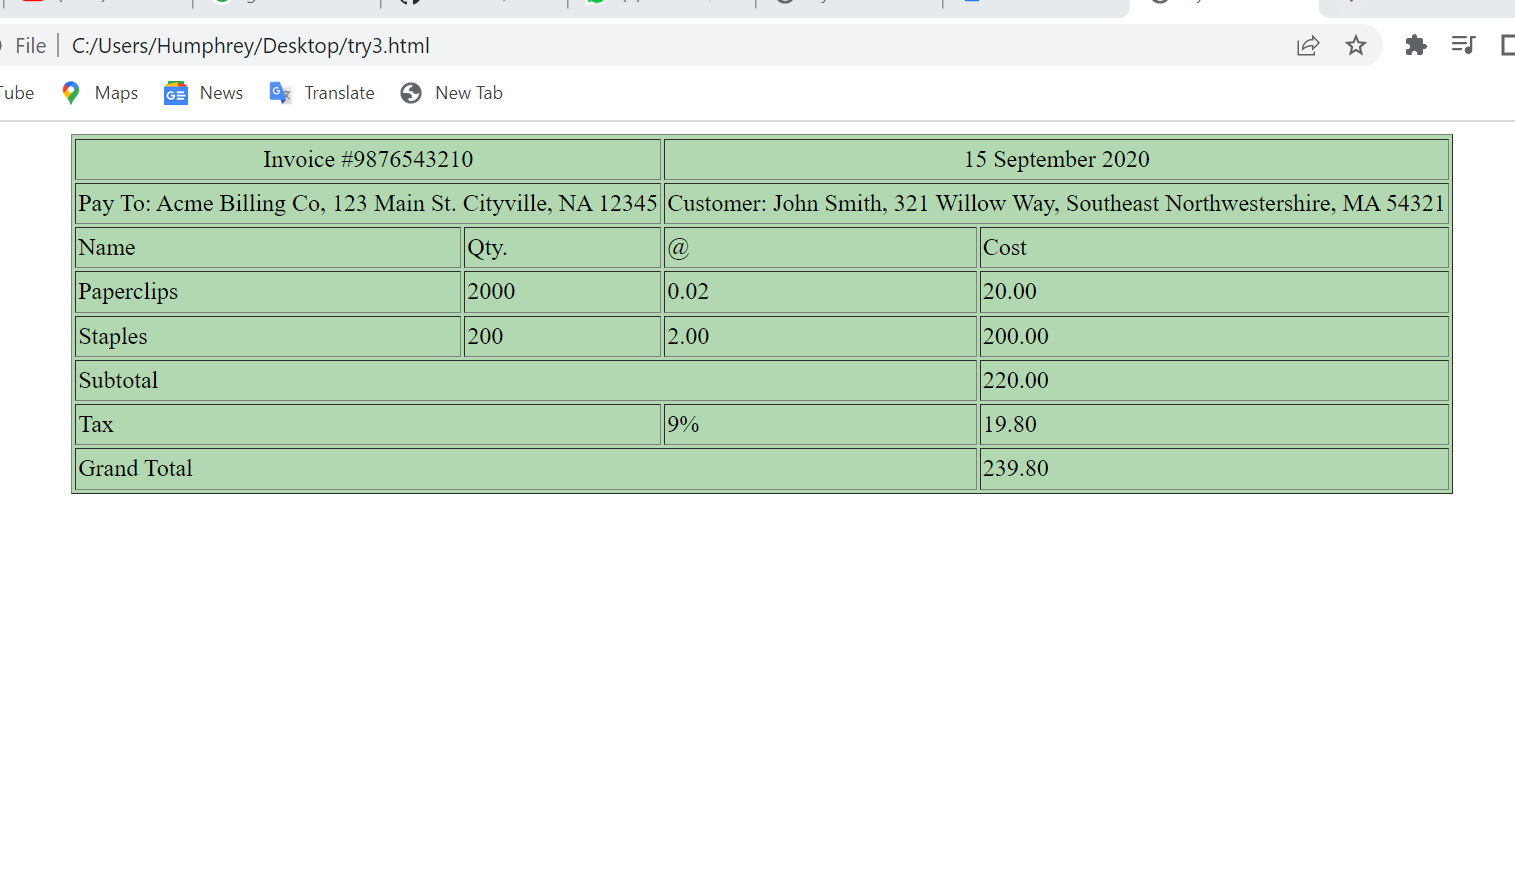 File C:/Users/Humphrey/Desktop/try3.html
Maps News Translate New Tab
Invoice #9876543210 15 September 2020
Pay To: Acme Billing Co, 123 Main St. Cityville, NA 12345 Customer: John Smith, 321 Willow Way, Southeast Northwestershire, MA 54321
Name Qty. @ Cost
Paperclips 2000 0.02 20.00
Staples 200 2.00 200.00
Subtotal 220.00
Tax 9% 19.80
Grand Total 239.80